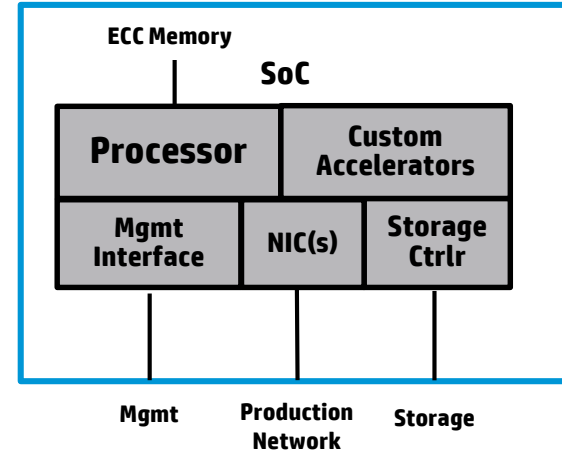 ECC Memory
SoC
Processor
Custom
Accelerators
Mgmt
Interface
NIC(s)
Storage
Ctrlr
Mgmt
Production
Network
Storage